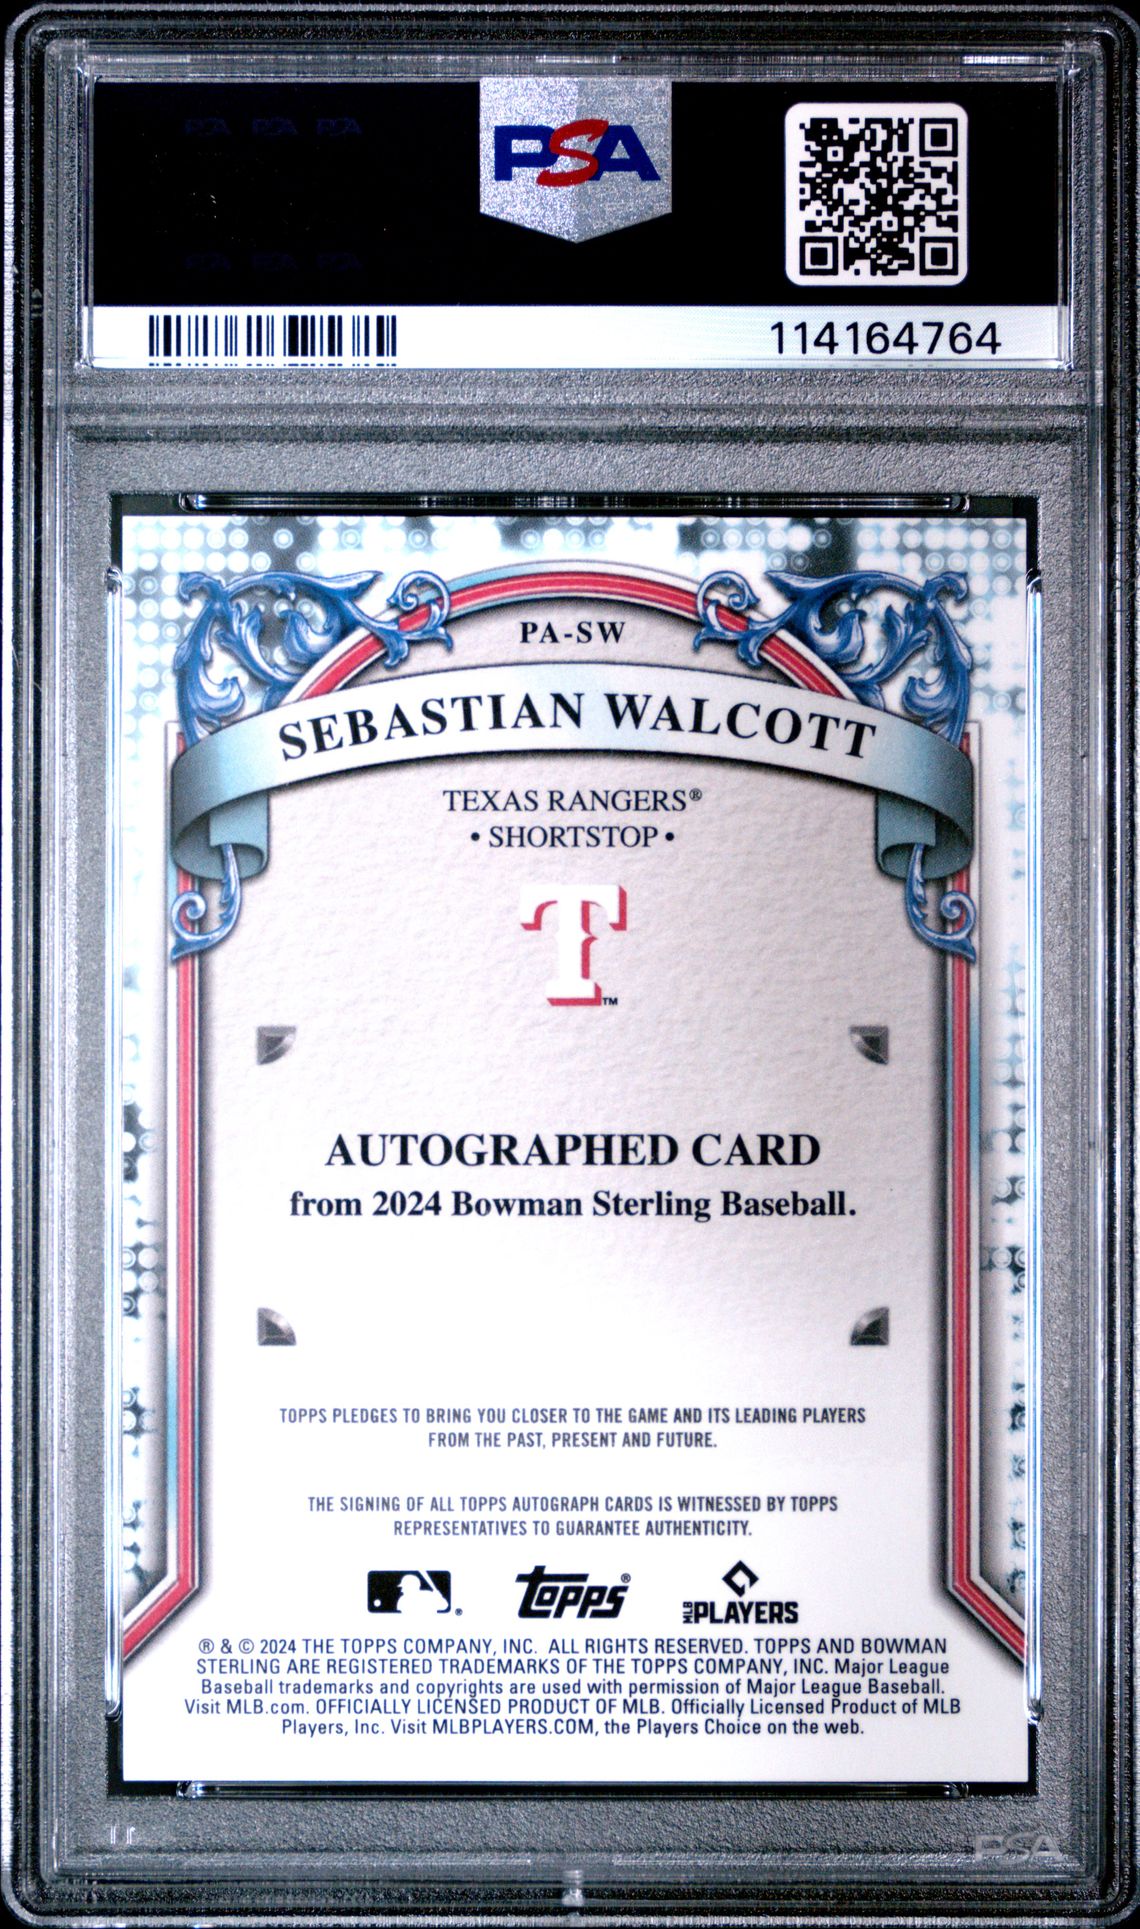 PSA
114164764
PA-SW
SEBASTIAN WALCOTT
TEXAS RANGERS®
• SHORTSTOP •
T™
AUTOGRAPHED CARD
from 2024 Bowman Sterling Baseball.
TOPPS PLEDGES TO BRING YOU CLOSER TO THE GAME AND ITS LEADING PLAYERS
FROM THE PAST, PRESENT AND FUTURE.
THE SIGNING OF ALL TOPPS AUTOGRAPH CARDS IS WITNESSED BY TOPPS
REPRESENTATIVES TO GUARANTEE AUTHENTICITY.
® Topps® MLB PLAYERS
® & © 2024 THE TOPPS COMPANY, INC. ALL RIGHTS RESERVED. TOPPS AND BOWMAN
STERLING ARE REGISTERED TRADEMARKS OF THE TOPPS COMPANY, INC. Major League
Baseball trademarks and copyrights are used with permission of Major League Baseball.
Visit MLB.com. OFFICIALLY LICENSED PRODUCT OF MLB. Officially Licensed Product of MLB
Players, Inc. Visit MLBPLAYERS.COM, the Players Choice on the web.
PSA